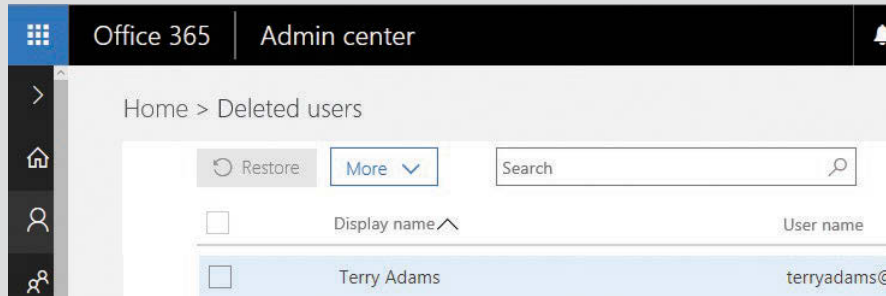 Office 365 Admin center
Home > Deleted users
Restore More Search
Display name User name
Terry Adams terryadams@